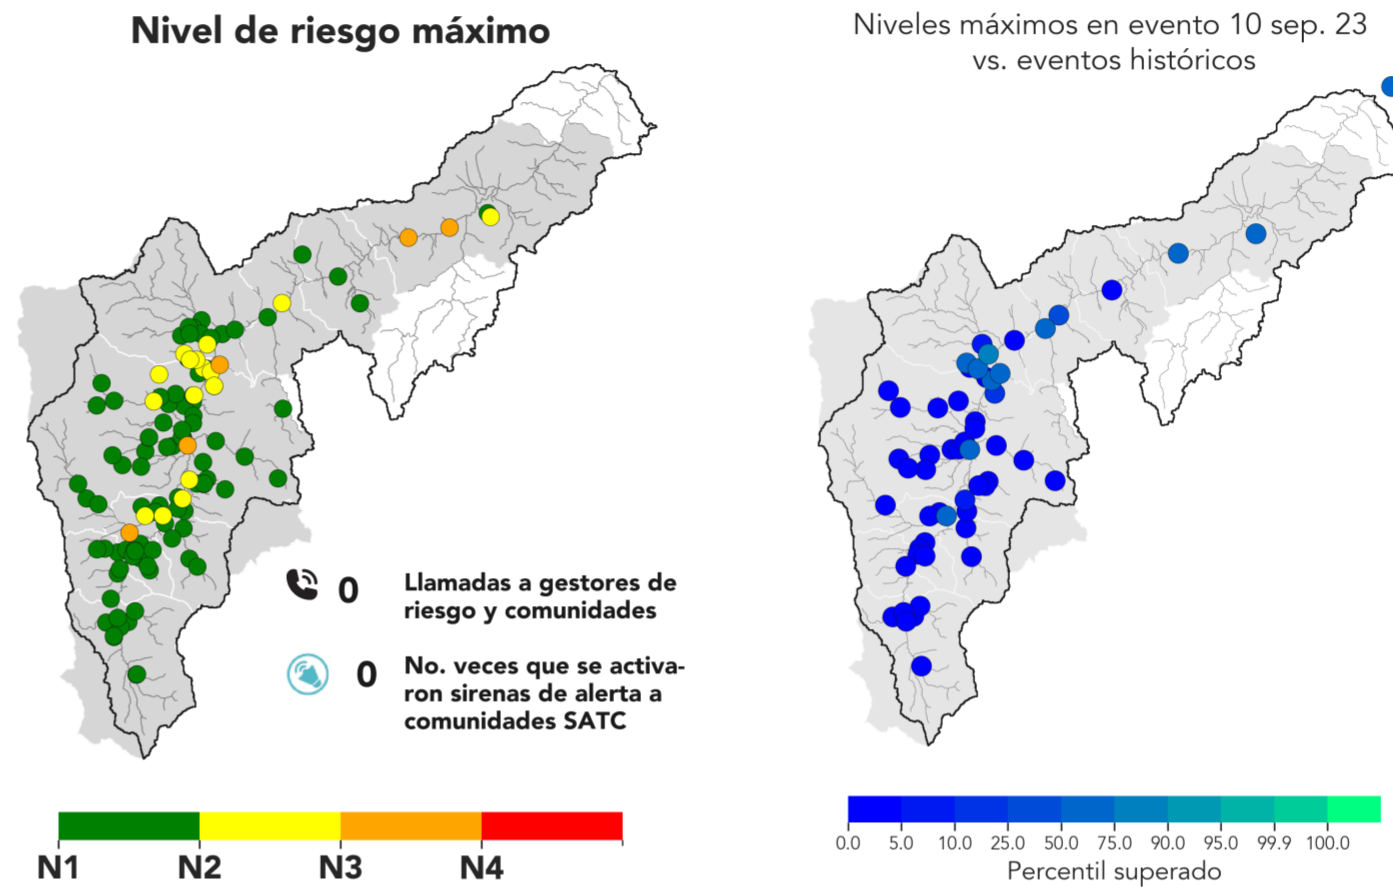 Nivel de riesgo máximo
0
Llamadas a gestores de
riesgo y comunidades
0
No. veces que se activa-
ron sirenas de alerta a
comunidades SATC
N1 N2 N3 N4
Niveles máximos en evento 10 sep. 23
vs. eventos históricos
0.0 5.0 10.0 25.0 50.0 75.0 90.0 95.0 99.9 100.0
Percentil superado